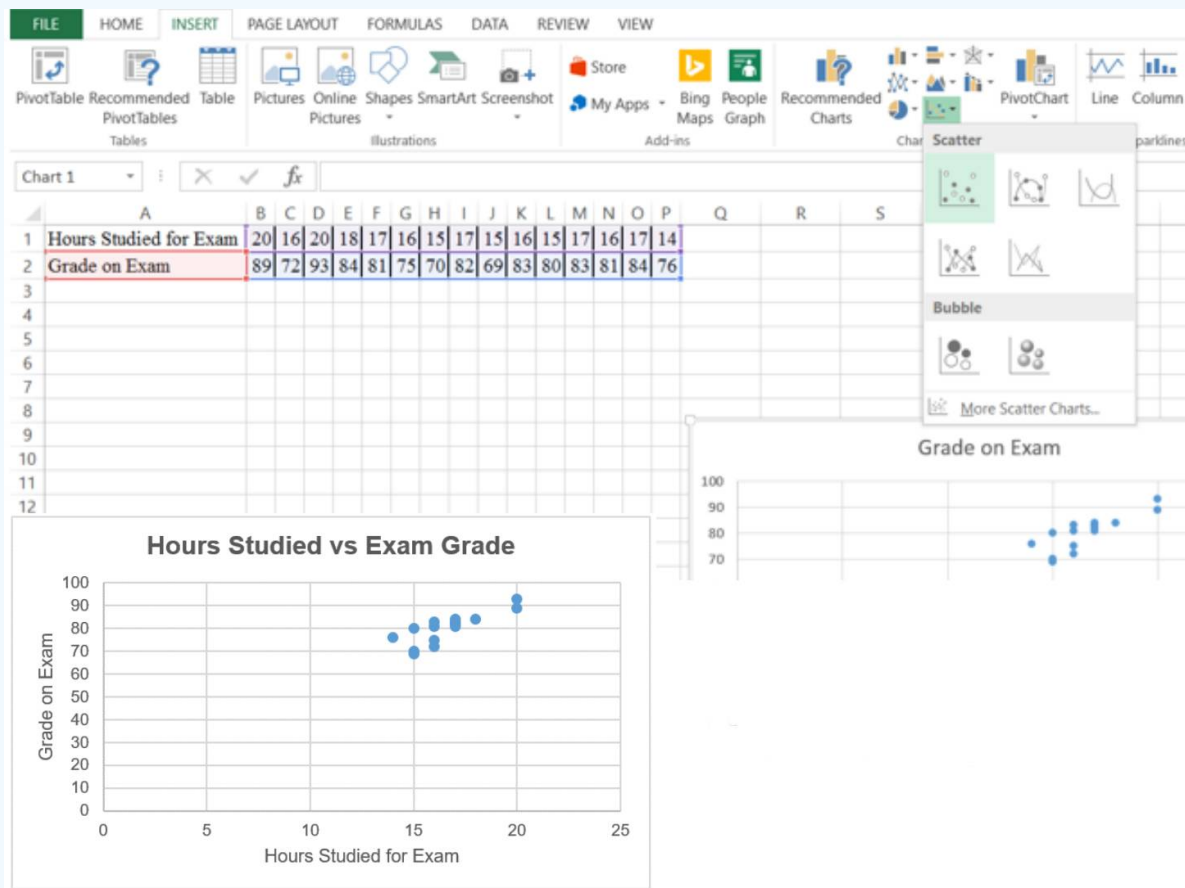 FILE HOME INSERT PAGE LAYOUT FORMULAS DATA REVIEW VIEW
PivotTable Recommended PivotTables Table
Tables
Pictures Online Pictures Shapes SmartArt Screenshot
Illustrations
Store
My Apps
Bing Maps People Graph
Add-ins
Recommended Charts
PivotChart
Line Column
Char
parklines
Scatter
Bubble
More Scatter Charts...
Chart 1 fx
A B C D E F G H I J K L M N O P Q R S
1 Hours Studied for Exam 20 16 20 18 17 16 15 17 15 16 15 17 16 17 14
2 Grade on Exam 89 72 93 84 81 75 70 82 69 83 80 83 81 84 76
3
4
5
6
7
8
9
10
11
12
Grade on Exam
100
90
80
70
Hours Studied vs Exam Grade
Grade on Exam
100
90
80
70
60
50
40
30
20
10
0
0 5 10 15 20 25
Hours Studied for Exam